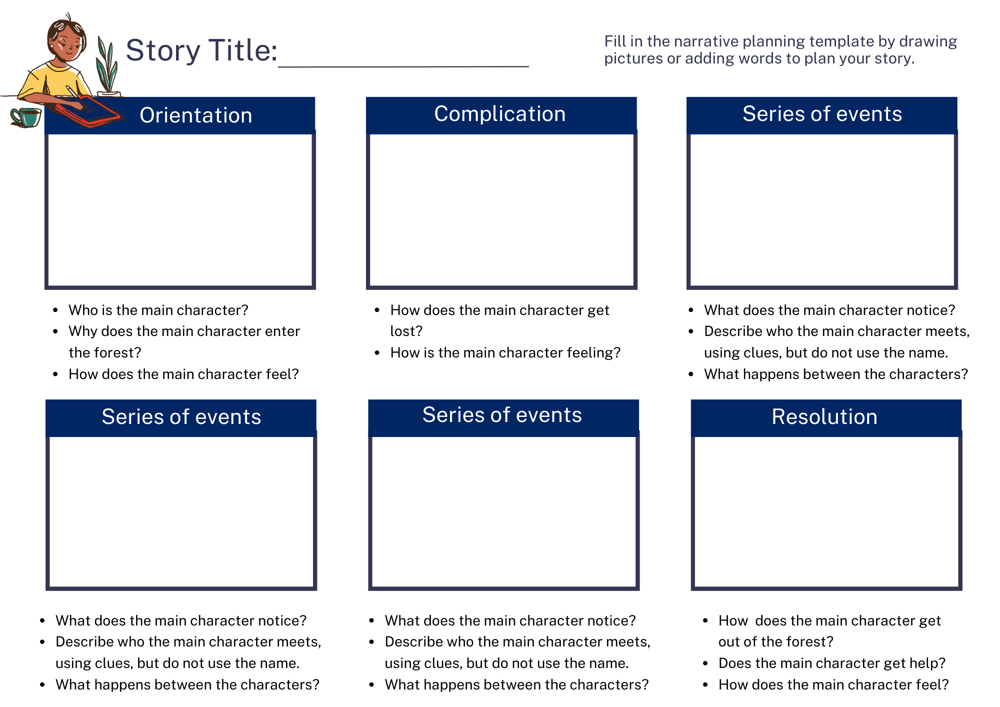 Story Title:
Fill in the narrative planning template by drawing
pictures or adding words to plan your story.
Orientation
• Who is the main character?
• Why does the main character enter
the forest?
• How does the main character feel?
Complication
• How does the main character get
lost?
• How is the main character feeling?
Series of events
• What does the main character notice?
• Describe who the main character meets,
using clues, but do not use the name.
• What happens between the characters?
Series of events
• What does the main character notice?
• Describe who the main character meets,
using clues, but do not use the name.
• What happens between the characters?
Series of events
• What does the main character notice?
• Describe who the main character meets,
using clues, but do not use the name.
• What happens between the characters?
Resolution
• How  does the main character get
out of the forest?
• Does the main character get help?
• How does the main character feel?